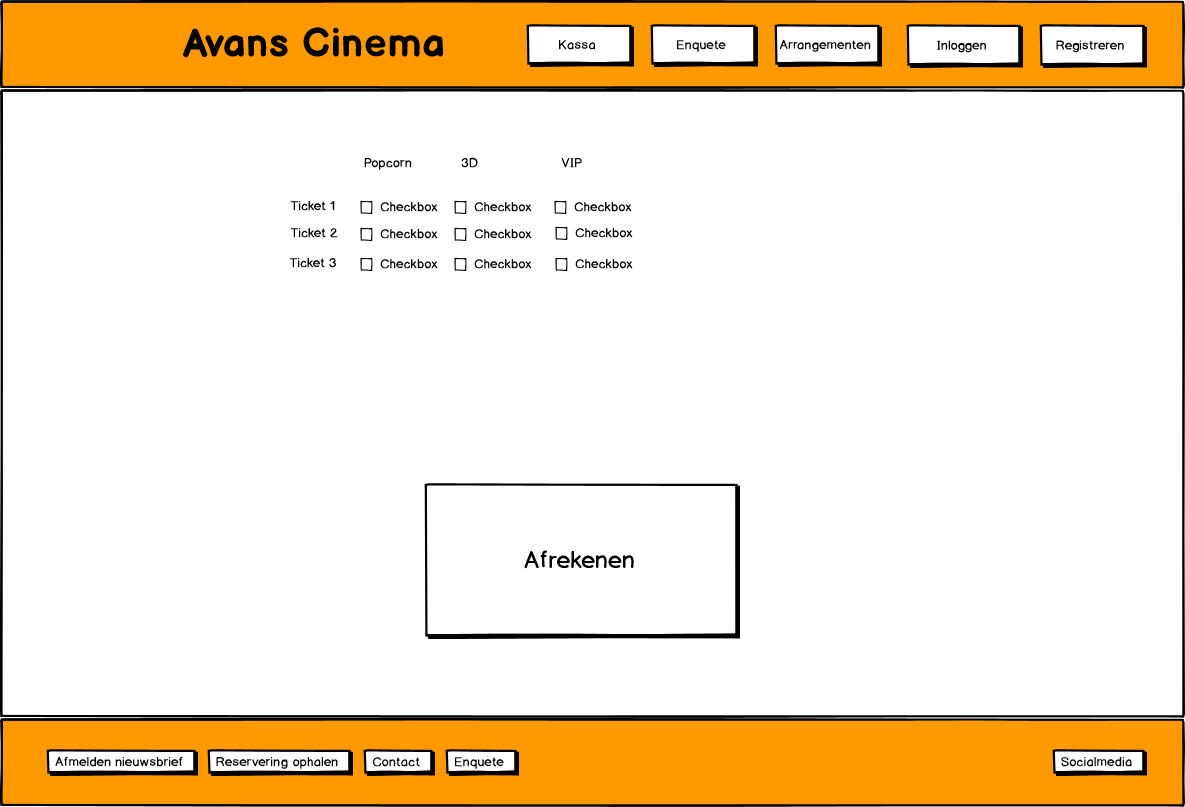 Avans Cinema
Kassa
Enquete
Arrangementen
Inloggen
Registreren
Popcorn 3D VIP
Ticket 1 Checkbox Checkbox Checkbox
Ticket 2 Checkbox Checkbox Checkbox
Ticket 3 Checkbox Checkbox Checkbox
Afrekenen
Afmelden nieuwsbrief
Reservering ophalen
Contact
Enquete
Socialmedia